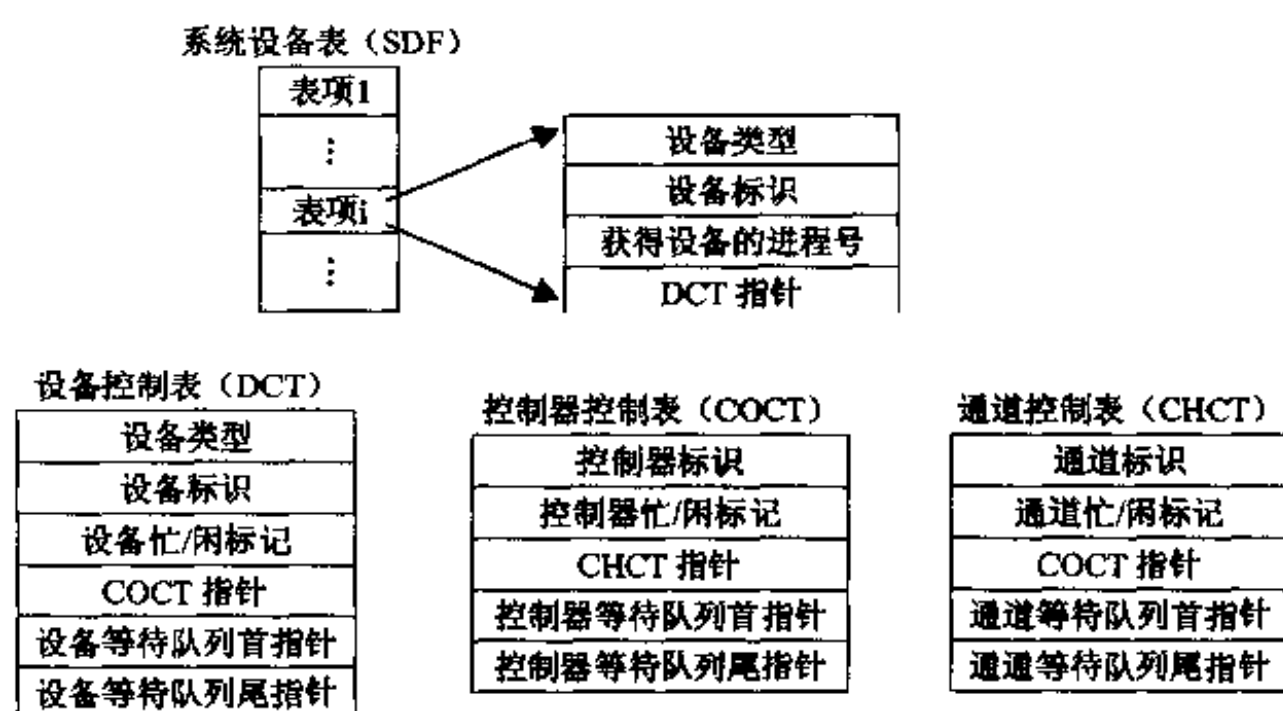 系统设备表（SDF）
表项1
⋮
表项i
⋮
设备类型
设备标识
获得设备的进程号
DCT 指针
设备控制表（DCT）
设备类型
设备标识
设备忙/闲标记
COCT 指针
设备等待队列首指针
设备等待队列尾指针
控制器控制表（COCT）
控制器标识
控制器忙/闲标记
CHCT 指针
控制器等待队列首指针
控制器等待队列尾指针
通道控制表（CHCT）
通道标识
通道忙/闲标记
COCT 指针
通道等待队列首指针
通通等待队列尾指针